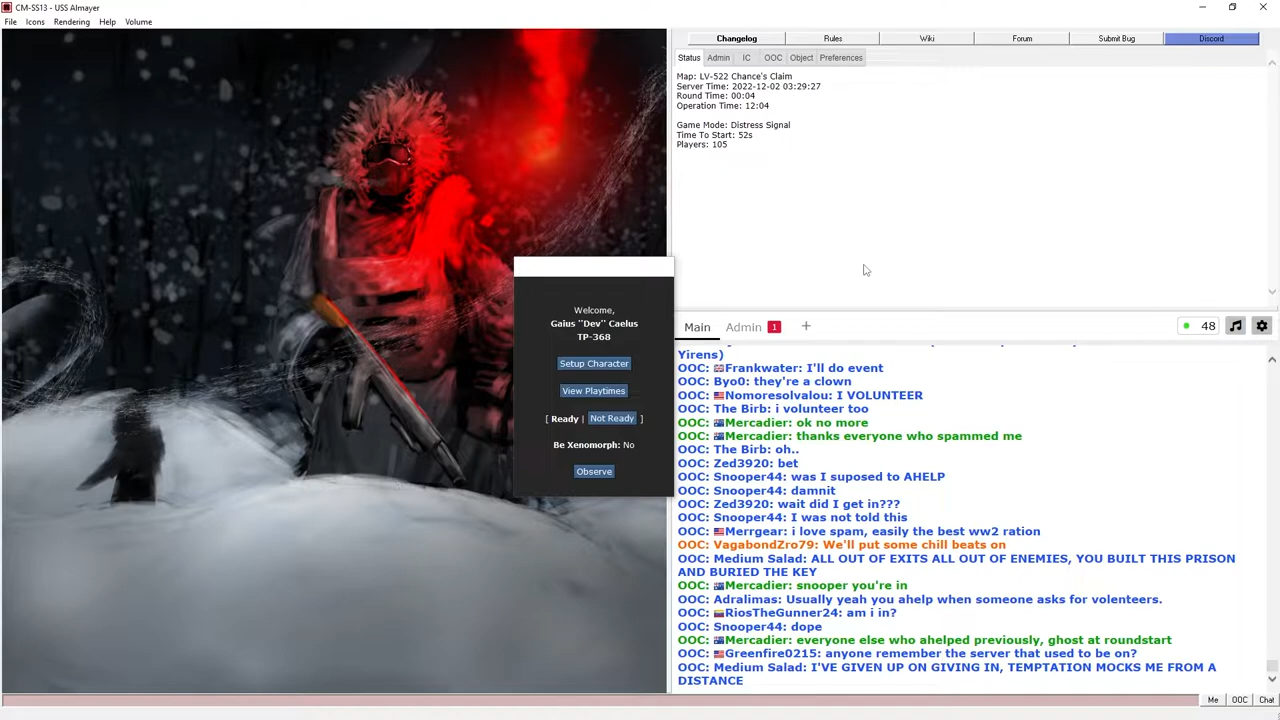 CM-SS13 - USS Almayer
File Icons Rendering Help Volume
Changelog Rules Wiki Forum Submit Bug Discord
Status Admin IC OOC Object Preferences
Map: LV-522 Chance's Claim
Server Time: 2022-12-02 03:29:27
Round Time: 00:04
Operation Time: 12:04
Game Mode: Distress Signal
Time To Start: 52s
Players: 105
Welcome,
Gaius "Dev" Caelus
TP-368
Setup Character
View Playtimes
[ Ready | Not Ready ]
Be Xenomorph: No
Observe
Main Admin 1 + 48
Yirens)
OOC: Frankwater: I'll do event
OOC: Byo0: they're a clown
OOC: Nomoresolvalou: I VOLUNTEER
OOC: The Birb: i volunteer too
OOC: Mercadier: ok no more
OOC: Mercadier: thanks everyone who spammed me
OOC: The Birb: oh..
OOC: Zed3920: bet
OOC: Snooper44: was I suposed to AHELP
OOC: Snooper44: damnit
OOC: Zed3920: wait did I get in???
OOC: Snooper44: I was not told this
OOC: Merrgear: i love spam, easily the best ww2 ration
OOC: VagabondZro79: We'll put some chill beats on
OOC: Medium Salad: ALL OUT OF EXITS ALL OUT OF ENEMIES, YOU BUILT THIS PRISON
AND BURIED THE KEY
OOC: Mercadier: snooper you're in
OOC: Adralimas: Usually yeah you ahelp when someone asks for volenteers.
OOC: RiosTheGunner24: am i in?
OOC: Snooper44: dope
OOC: Mercadier: everyone else who ahelped previously, ghost at roundstart
OOC: Greenfire0215: anyone remember the server that used to be on?
OOC: Medium Salad: I'VE GIVEN UP ON GIVING IN, TEMPTATION MOCKS ME FROM A
DISTANCE
Me OOC Chat